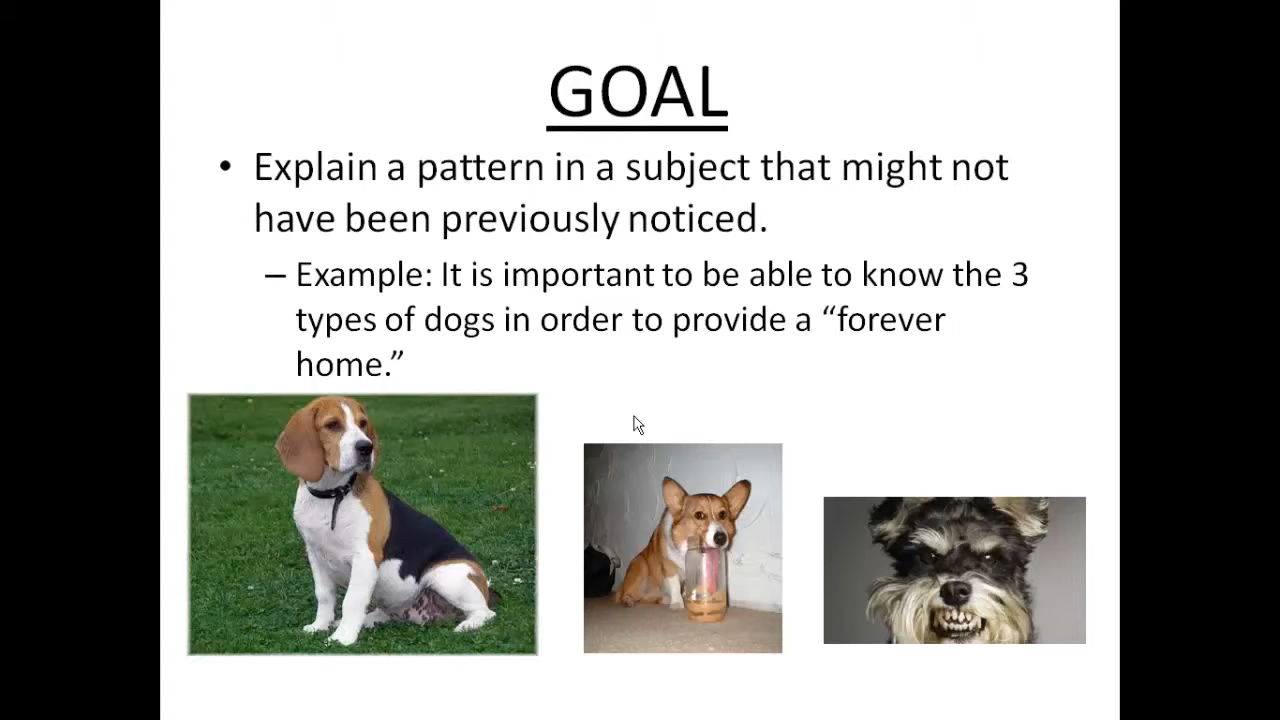 GOAL
• Explain a pattern in a subject that might not
have been previously noticed.
– Example: It is important to be able to know the 3
types of dogs in order to provide a “forever
home.”